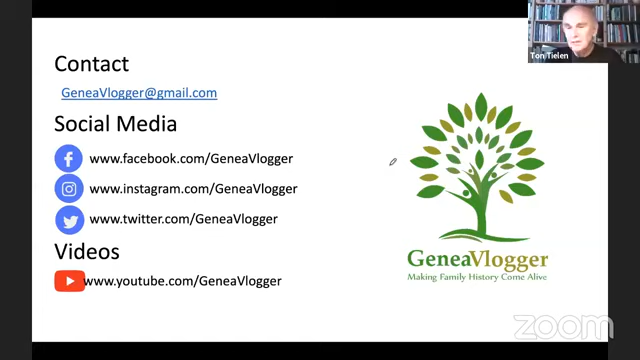 Contact
GeneaVlogger@gmail.com
Social Media
www.facebook.com/GeneaVlogger
www.instagram.com/GeneaVlogger
www.twitter.com/GeneaVlogger
Videos
www.youtube.com/GeneaVlogger
GeneaVlogger
Making Family History Come Alive
Ton Tielen
zoom